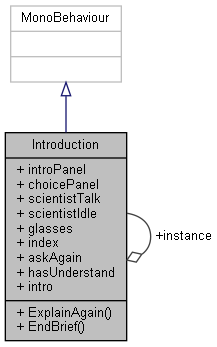 MonoBehaviour
Introduction
+ introPanel
+ choicePanel
+ scientistTalk
+ scientistIdle
+ glasses
+ index
+ askAgain
+ hasUnderstand
+ intro
+ ExplainAgain()
+ EndBrief()
+instance